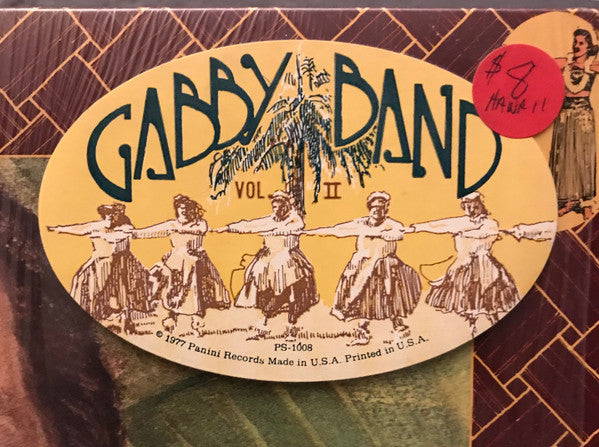 GABBY BAND
VOL II
PS-1008
© 1977 Panini Records Made in U.S.A. Printed in U.S.A.
$8
HAWAII